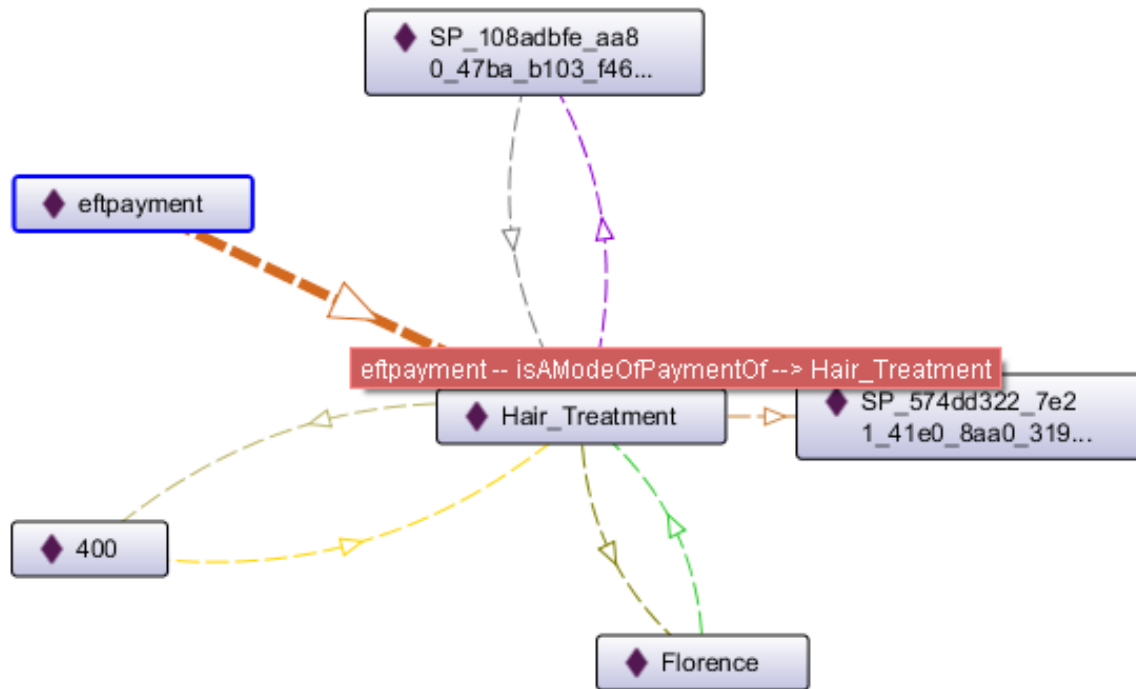 SP_108adbfe_aa8
0_47ba_b103_f46...
eftpayment
eftpayment -- isAModeOfPaymentOf --> Hair_Treatment
Hair_Treatment
SP_574dd322_7e2
1_41e0_8aa0_319...
400
Florence